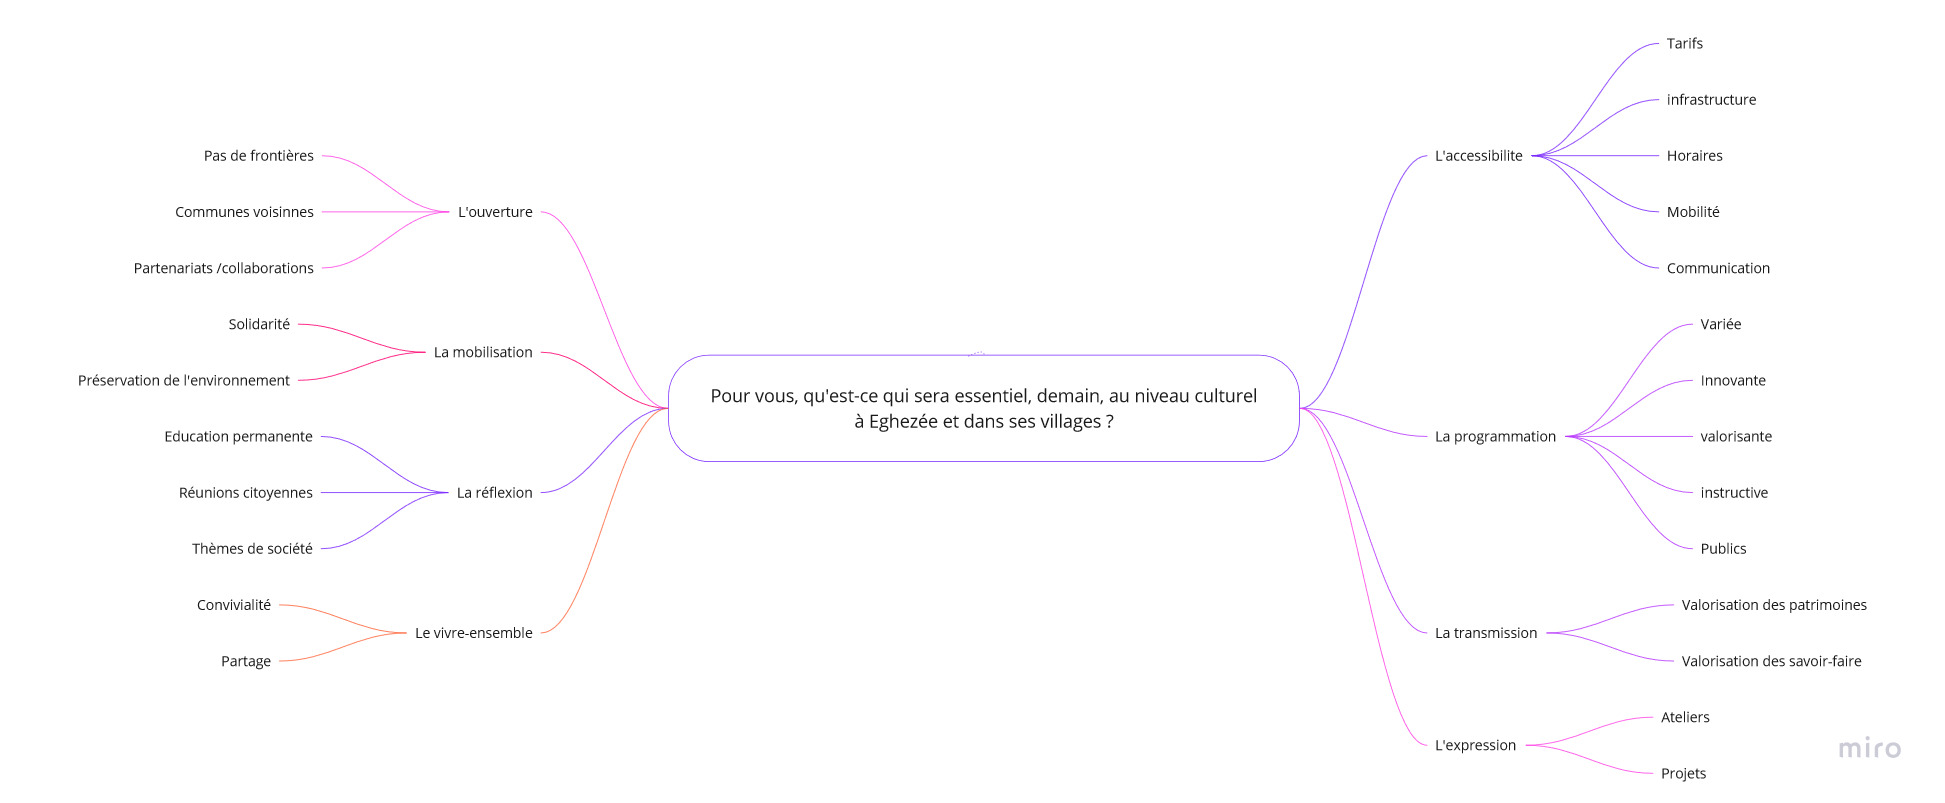 Pour vous, qu'est-ce qui sera essentiel, demain, au niveau culturel
à Eghezée et dans ses villages ?
L'ouverture
Pas de frontières
Communes voisinnes
Partenariats /collaborations
La mobilisation
Solidarité
Préservation de l'environnement
La réflexion
Education permanente
Réunions citoyennes
Thèmes de société
Le vivre-ensemble
Convivialité
Partage
L'accessibilite
Tarifs
infrastructure
Horaires
Mobilité
Communication
La programmation
Variée
Innovante
valorisante
instructive
Publics
La transmission
Valorisation des patrimoines
Valorisation des savoir-faire
L'expression
Ateliers
Projets
miro